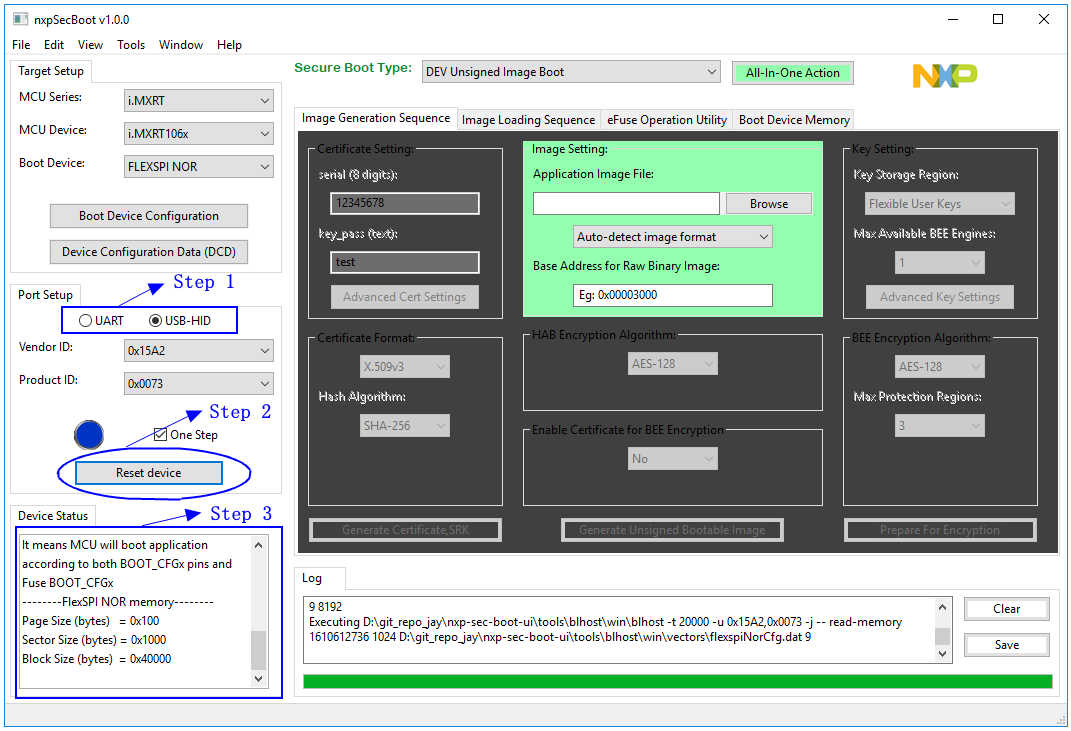 nxpSecBoot v1.0.0
File Edit View Tools Window Help
Target Setup
MCU Series: i.MXRT
MCU Device: i.MXRT106x
Boot Device: FLEXSPI NOR
Boot Device Configuration
Device Configuration Data (DCD)
Step 1
Port Setup
UART USB-HID
Vendor ID: 0x15A2
Product ID: 0x0073
Step 2
One Step
Reset device
Step 3
Device Status
It means MCU will boot application
according to both BOOT_CFGx pins and
Fuse BOOT_CFGx
--------FlexSPI NOR memory--------
Page Size (bytes) = 0x100
Sector Size (bytes) = 0x1000
Block Size (bytes) = 0x40000
Secure Boot Type: DEV Unsigned Image Boot All-In-One Action
NXP
Image Generation Sequence Image Loading Sequence eFuse Operation Utility Boot Device Memory
Certificate Setting:
serial (8 digits):
12345678
key_pass (text):
test
Advanced Cert Settings
Certificate Format:
X.509v3
Hash Algorithm:
SHA-256
Generate Certificate,SRK
Image Setting:
Application Image File:
Browse
Auto-detect image format
Base Address for Raw Binary Image:
Eg: 0x00003000
HAB Encryption Algorithm:
AES-128
Enable Certificate for BEE Encryption
No
Generate Unsigned Bootable Image
Key Setting:
Key Storage Region:
Flexible User Keys
Max Available BEE Engines:
1
Advanced Key Settings
BEE Encryption Algorithm:
AES-128
Max Protection Regions:
3
Prepare For Encryption
Log
9 8192
Executing D:\git_repo_jay\nxp-sec-boot-ui\tools\blhost\win\blhost -t 20000 -u 0x15A2,0x0073 -j -- read-memory
1610612736 1024 D:\git_repo_jay\nxp-sec-boot-ui\tools\blhost\win\vectors\flexspiNorCfg.dat 9
Clear
Save